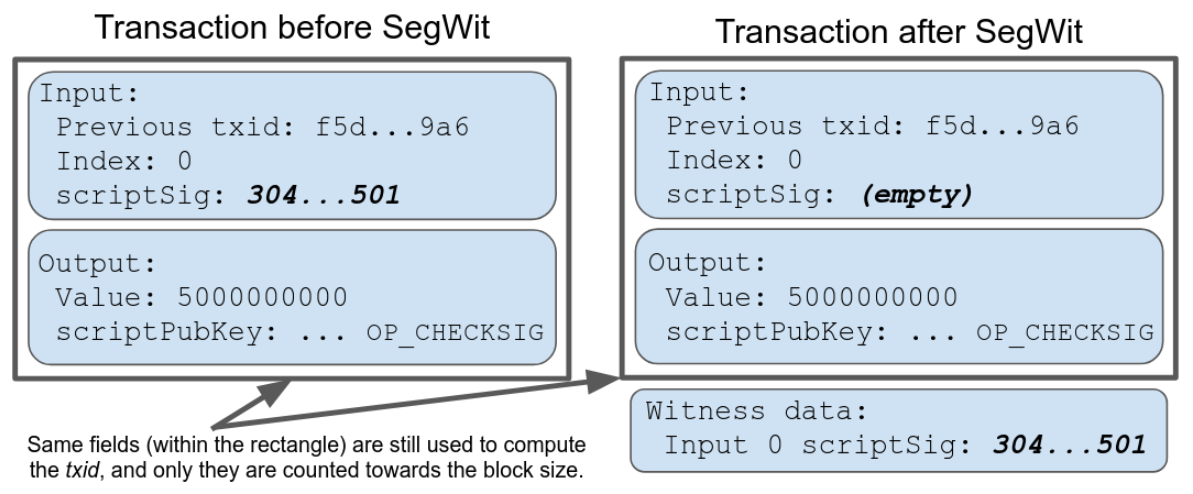 Transaction before SegWit
Input:
Previous txid: f5d...9a6
Index: 0
scriptSig: 304...501
Output:
Value: 5000000000
scriptPubKey: ... OP_CHECKSIG
Same fields (within the rectangle) are still used to compute
the txid, and only they are counted towards the block size.
Transaction after SegWit
Input:
Previous txid: f5d...9a6
Index: 0
scriptSig: (empty)
Output:
Value: 5000000000
scriptPubKey: ... OP_CHECKSIG
Witness data:
Input 0 scriptSig: 304...501